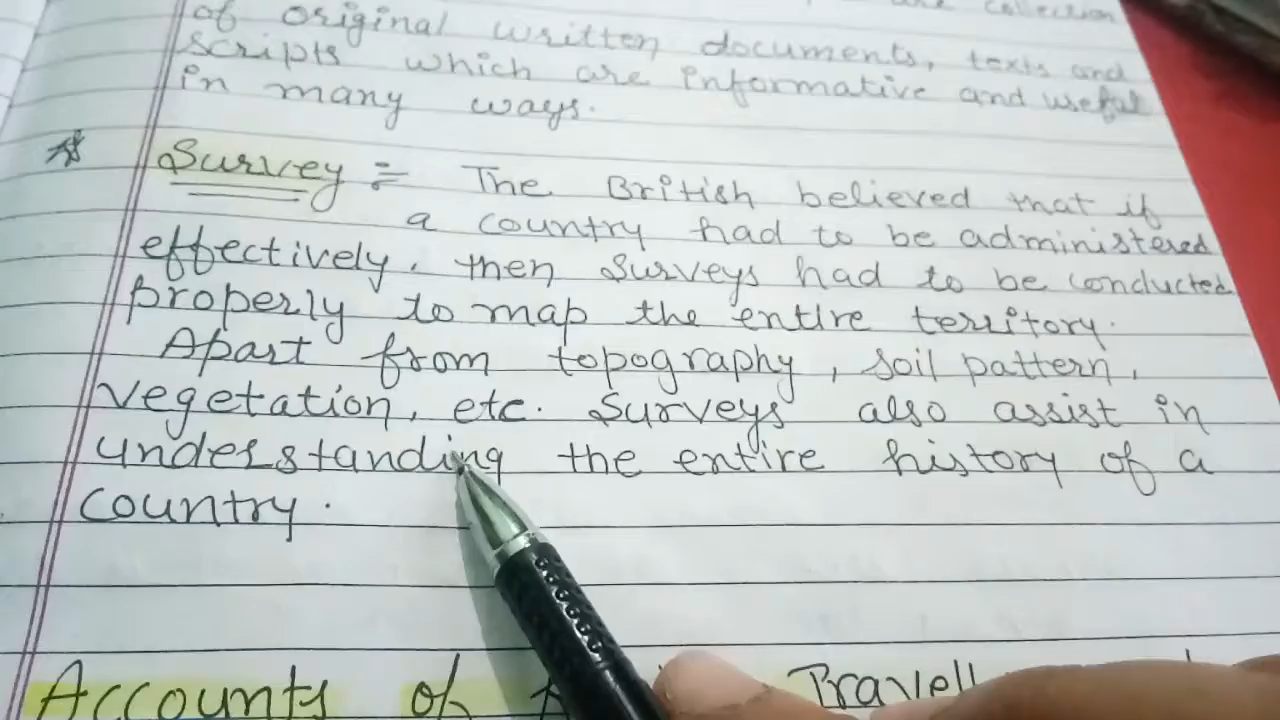 collection
of original written documents, texts and
scripts which are informative and useful
in many ways.
Survey = The British believed that if
a country had to be administered
effectively, then surveys had to be conducted
properly to map the entire territory.
Apart from topography, soil pattern,
vegetation, etc. Surveys also assist in
understanding the entire history of a
country.
Accounts of